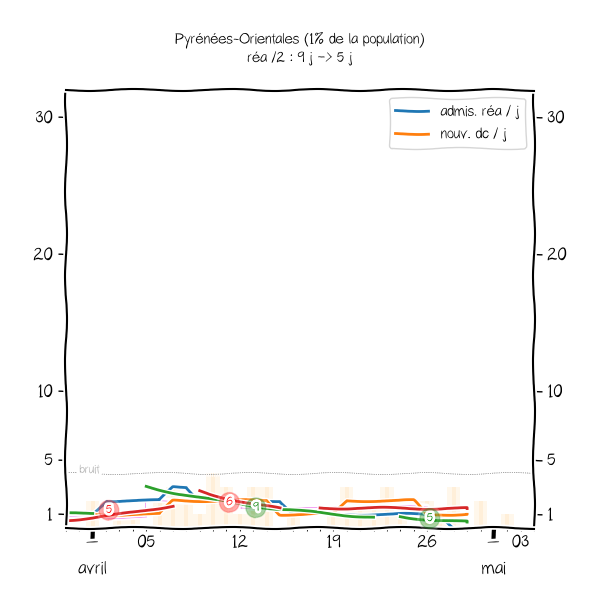 Pyrénées-Orientales (1% de la population)
réa /2 : 9 j -> 5 j
admis. réa / j
nouv. dc / j
30
30
20
20
10
10
5
5
bruit
1
1
5
6
9
5
05
12
19
26
03
avril
mai